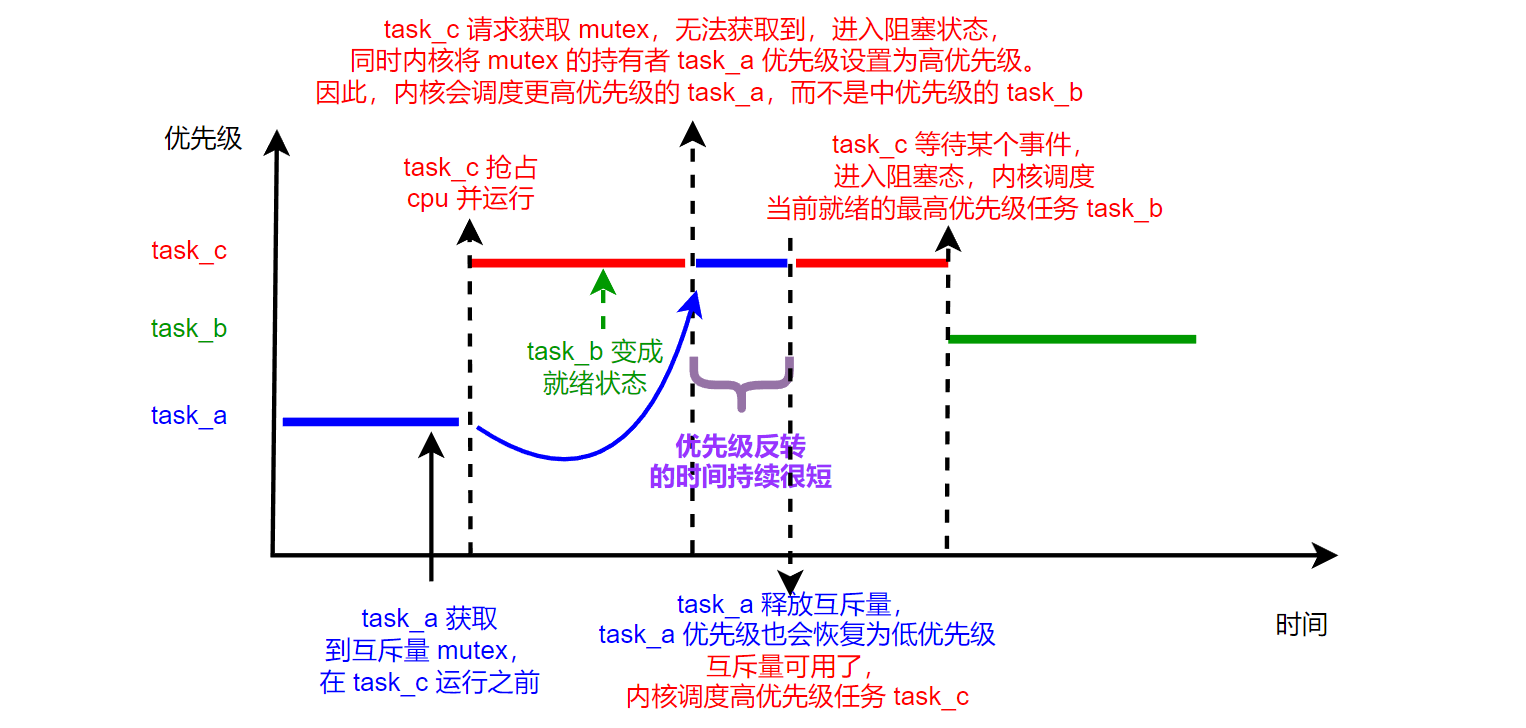 task_c 请求获取 mutex，无法获取到，进入阻塞状态，
同时内核将 mutex 的持有者 task_a 优先级设置为高优先级。
因此，内核会调度更高优先级的 task_a，而不是中优先级的 task_b
优先级
task_c 抢占
cpu 并运行
task_c 等待某个事件，
进入阻塞态，内核调度
当前就绪的最高优先级任务 task_b
task_c
task_b
task_b 变成
就绪状态
task_a
优先级反转
的时间持续很短
task_a 获取
到互斥量 mutex，
在 task_c 运行之前
task_a 释放互斥量，
task_a 优先级也会恢复为低优先级
互斥量可用了，
内核调度高优先级任务 task_c
时间